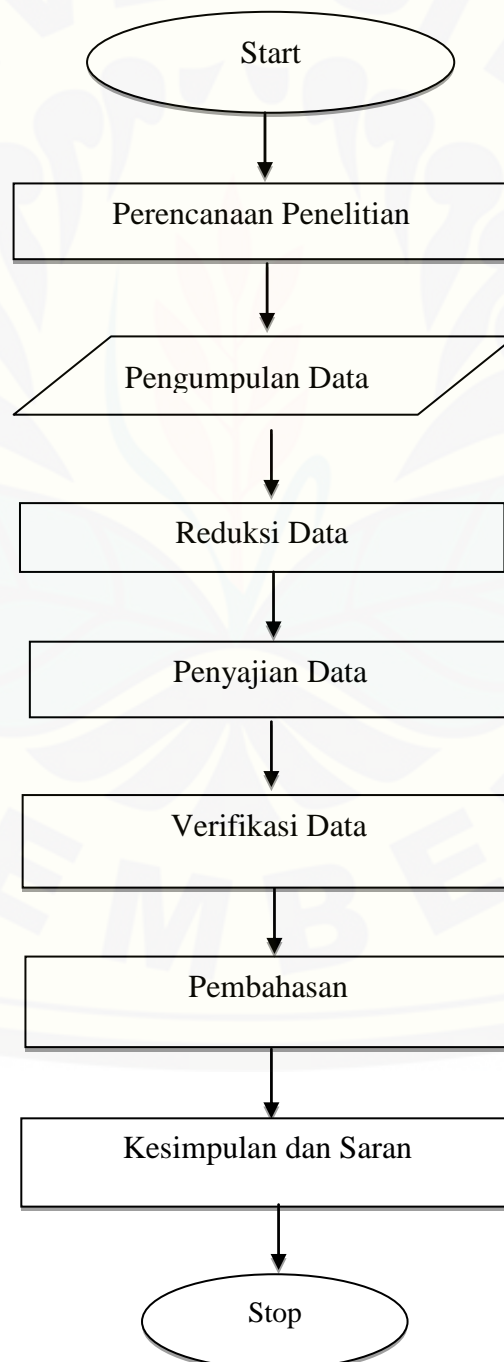 Start
Perencanaan Penelitian
Pengumpulan Data
Reduksi Data
Penyajian Data
Verifikasi Data
Pembahasan
Kesimpulan dan Saran
Stop